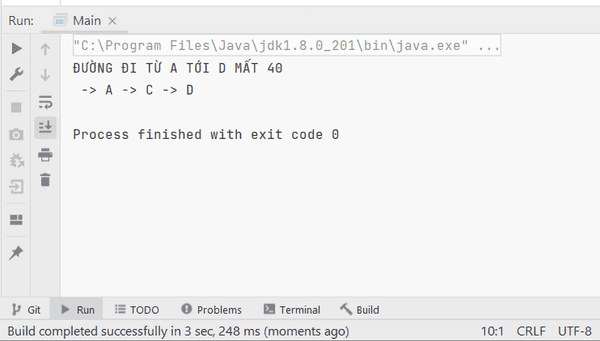 Run: Main ×
"C:\Program Files\Java\jdk1.8.0_201\bin\java.exe" ...
ĐƯỜNG ĐI TỪ A TỚI D MẤT 40
-> A -> C -> D
Process finished with exit code 0
Git Run TODO Problems Terminal Build
Build completed successfully in 3 sec, 248 ms (moments ago) 10:1 CRLF UTF-8